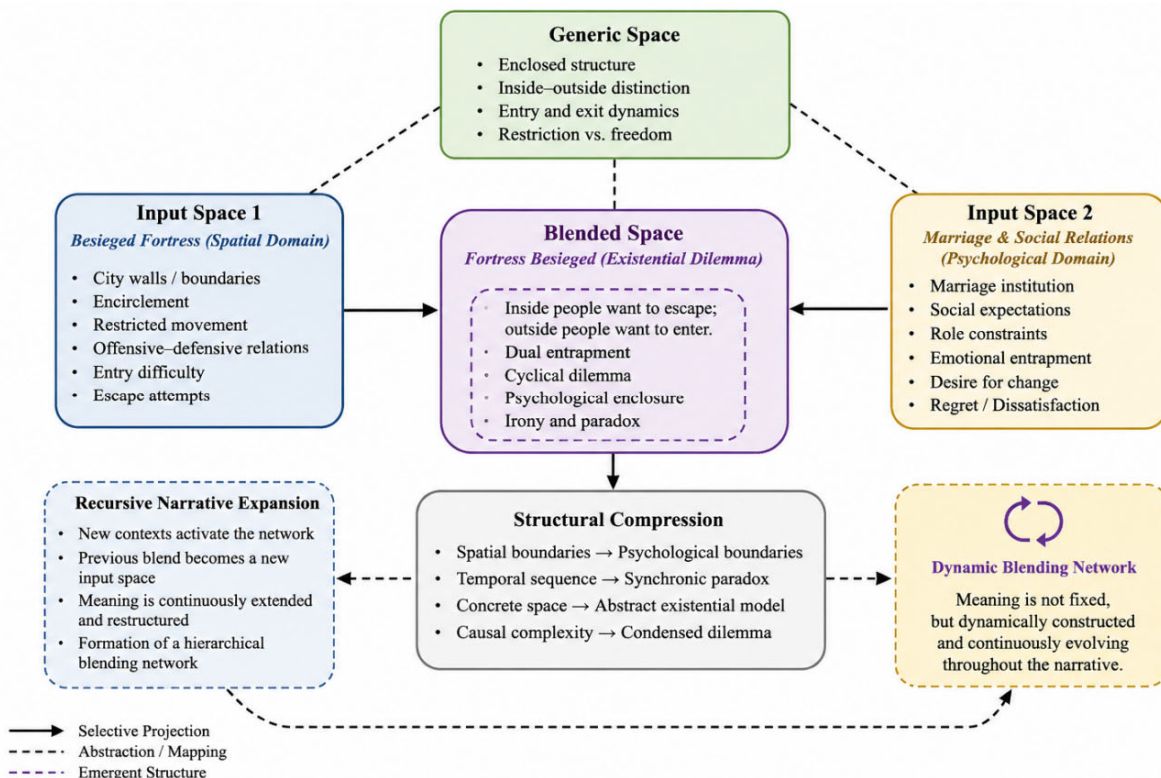 Generic Space
• Enclosed structure
• Inside–outside distinction
• Entry and exit dynamics
• Restriction vs. freedom
Input Space 1
Besieged Fortress (Spatial Domain)
• City walls / boundaries
• Encirclement
• Restricted movement
• Offensive–defensive relations
• Entry difficulty
• Escape attempts
Blended Space
Fortress Besieged (Existential Dilemma)
• Inside people want to escape;
outside people want to enter.
• Dual entrapment
• Cyclical dilemma
• Psychological enclosure
• Irony and paradox
Input Space 2
Marriage & Social Relations
(Psychological Domain)
• Marriage institution
• Social expectations
• Role constraints
• Emotional entrapment
• Desire for change
• Regret / Dissatisfaction
Recursive Narrative Expansion
• New contexts activate the network
• Previous blend becomes a new
input space
• Meaning is continuously extended
and restructured
• Formation of a hierarchical
blending network
Structural Compression
• Spatial boundaries → Psychological boundaries
• Temporal sequence → Synchronic paradox
• Concrete space → Abstract existential model
• Causal complexity → Condensed dilemma
Dynamic Blending Network
Meaning is not fixed,
but dynamically constructed
and continuously evolving
throughout the narrative.
Selective Projection
Abstraction / Mapping
Emergent Structure